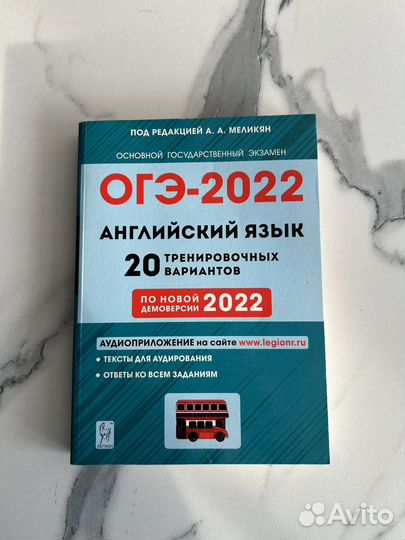 ПОД РЕДАКЦИЕЙ А. А. МЕЛИКЯН
ОСНОВНОЙ ГОСУДАРСТВЕННЫЙ ЭКЗАМЕН
ОГЭ-2022
АНГЛИЙСКИЙ ЯЗЫК
20 ТРЕНИРОВОЧНЫХ
ВАРИАНТОВ
ПО НОВОЙ
ДЕМОВЕРСИИ 2022
АУДИОПРИЛОЖЕНИЕ на сайте www.legionr.ru
• ТЕКСТЫ ДЛЯ АУДИРОВАНИЯ
• ОТВЕТЫ КО ВСЕМ ЗАДАНИЯМ
ЛЕГИОН
Avito